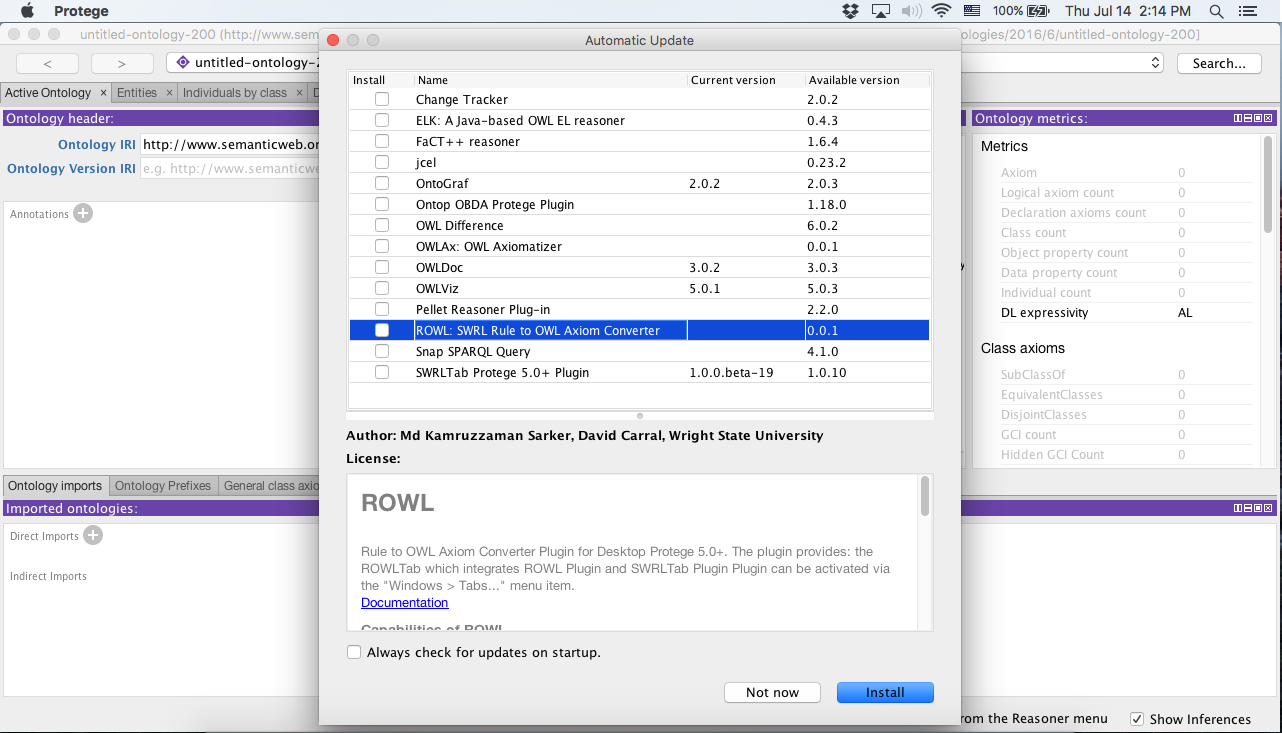 Protege 100% Thu Jul 14 2:14 PM
untitled-ontology-200 (http://www.sem
Automatic Update
ologies/2016/6/untitled-ontology-200]
< > untitled-ontology-2 Search...
Active Ontology × Entities × Individuals by class × D
Ontology header:
Ontology IRI http://www.semanticweb.or
Ontology Version IRI e.g. http://www.semanticwe
Annotations
Install Name Current version Available version
Change Tracker 2.0.2
ELK: A Java-based OWL EL reasoner 0.4.3
FaCT++ reasoner 1.6.4
jcel 0.23.2
OntoGraf 2.0.2 2.0.3
Ontop OBDA Protege Plugin 1.18.0
OWL Difference 6.0.2
OWLAx: OWL Axiomatizer 0.0.1
OWLDoc 3.0.2 3.0.3
OWLViz 5.0.1 5.0.3
Pellet Reasoner Plug-in 2.2.0
ROWL: SWRL Rule to OWL Axiom Converter 0.0.1
Snap SPARQL Query 4.1.0
SWRLTab Protege 5.0+ Plugin 1.0.0.beta-19 1.0.10
Author: Md Kamruzzaman Sarker, David Carral, Wright State University
License:
ROWL
Rule to OWL Axiom Converter Plugin for Desktop Protege 5.0+. The plugin provides: the
ROWLTab which integrates ROWL Plugin and SWRLTab Plugin Plugin can be activated via
the "Windows > Tabs..." menu item.
Documentation
Capabilities of ROWL
Always check for updates on startup.
Not now Install
Ontology metrics:
Metrics
Axiom 0
Logical axiom count 0
Declaration axioms count 0
Class count 0
Object property count 0
Data property count 0
Individual count 0
DL expressivity AL
Class axioms
SubClassOf 0
EquivalentClasses 0
DisjointClasses 0
GCI count 0
Hidden GCI Count 0
Ontology imports Ontology Prefixes General class axio
Imported ontologies:
Direct Imports
Indirect Imports
rom the Reasoner menu Show Inferences